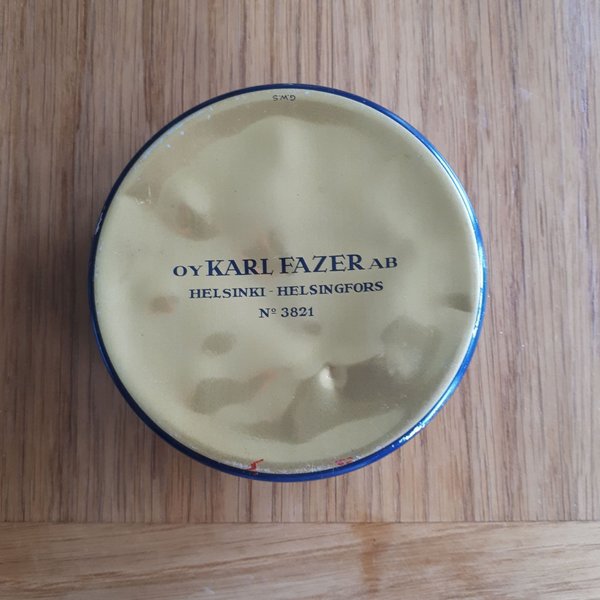 G.W.S
OY KARL FAZER AB
HELSINKI - HELSINGFORS
Nº 3821